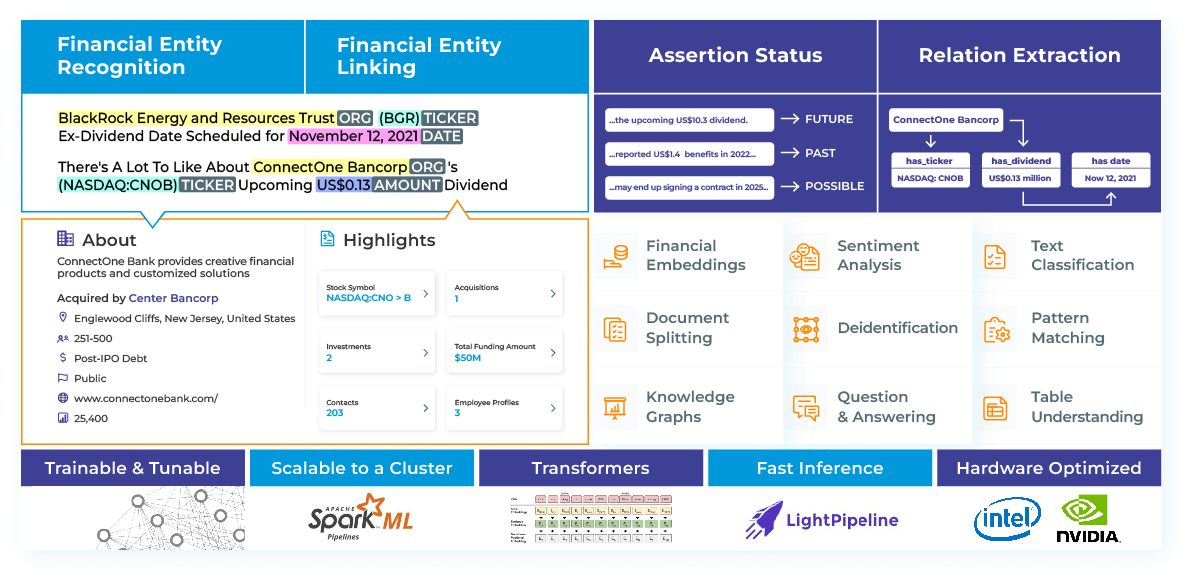 Financial Entity
Recognition
Financial Entity
Linking
Assertion Status
Relation Extraction
BlackRock Energy and Resources Trust ORG (BGR) TICKER
Ex-Dividend Date Scheduled for November 12, 2021 DATE
There's A Lot To Like About ConnectOne Bancorp ORG 's
(NASDAQ:CNOB) TICKER Upcoming US$0.13 AMOUNT Dividend
...the upcoming US$10.3 dividend.
FUTURE
...reported US$1.4 benefits in 2022...
PAST
...may end up signing a contract in 2025...
POSSIBLE
ConnectOne Bancorp
has_ticker
NASDAQ: CNOB
has_dividend
US$0.13 million
has date
Now 12, 2021
About
ConnectOne Bank provides creative financial
products and customized solutions
Acquired by Center Bancorp
Englewood Cliffs, New Jersey, United States
251-500
Post-IPO Debt
Public
www.connectonebank.com/
25,400
Highlights
Stock Symbol
NASDAQ:CNO > B
Acquisitions
1
Investments
2
Total Funding Amount
$50M
Contacts
203
Employee Profiles
3
Financial
Embeddings
Sentiment
Analysis
Text
Classification
Document
Splitting
Deidentification
Pattern
Matching
Knowledge
Graphs
Question
& Answering
Table
Understanding
Trainable & Tunable
Scalable to a Cluster
Transformers
Fast Inference
Hardware Optimized
APACHE
Spark ML
Pipelines
LightPipeline
intel
NVIDIA.